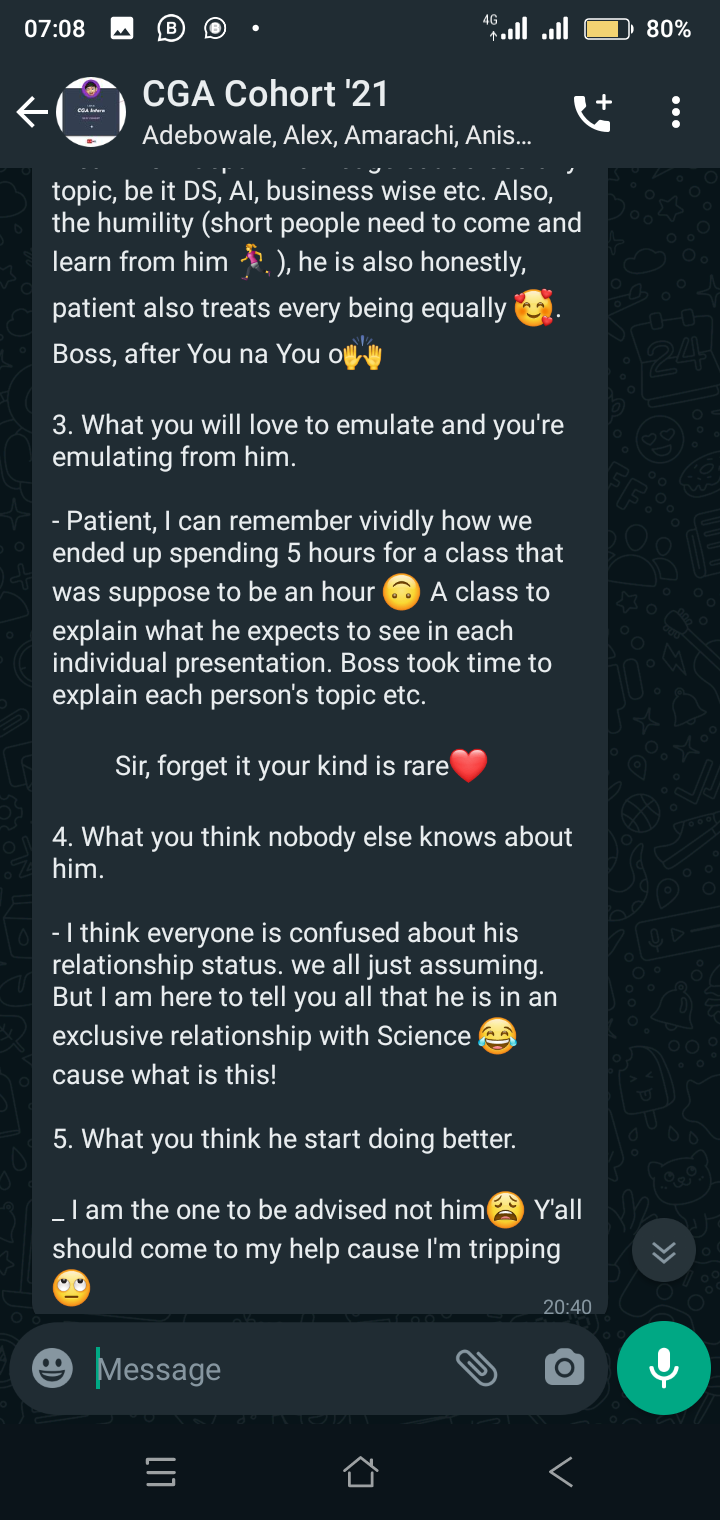 07:08
4G
80%
CGA Cohort '21
Adebowale, Alex, Amarachi, Anis...
topic, be it DS, AI, business wise etc. Also,
the humility (short people need to come and
learn from him 🏃‍♀️ ), he is also honestly,
patient also treats every being equally 🥰.
Boss, after You na You o🙌
3. What you will love to emulate and you're
emulating from him.
- Patient, I can remember vividly how we
ended up spending 5 hours for a class that
was suppose to be an hour 🙃 A class to
explain what he expects to see in each
individual presentation. Boss took time to
explain each person's topic etc.
Sir, forget it your kind is rare❤️
4. What you think nobody else knows about
him.
- I think everyone is confused about his
relationship status. we all just assuming.
But I am here to tell you all that he is in an
exclusive relationship with Science 😂
cause what is this!
5. What you think he start doing better.
_ I am the one to be advised not him😩 Y'all
should come to my help cause I'm tripping
🙄
20:40
Message